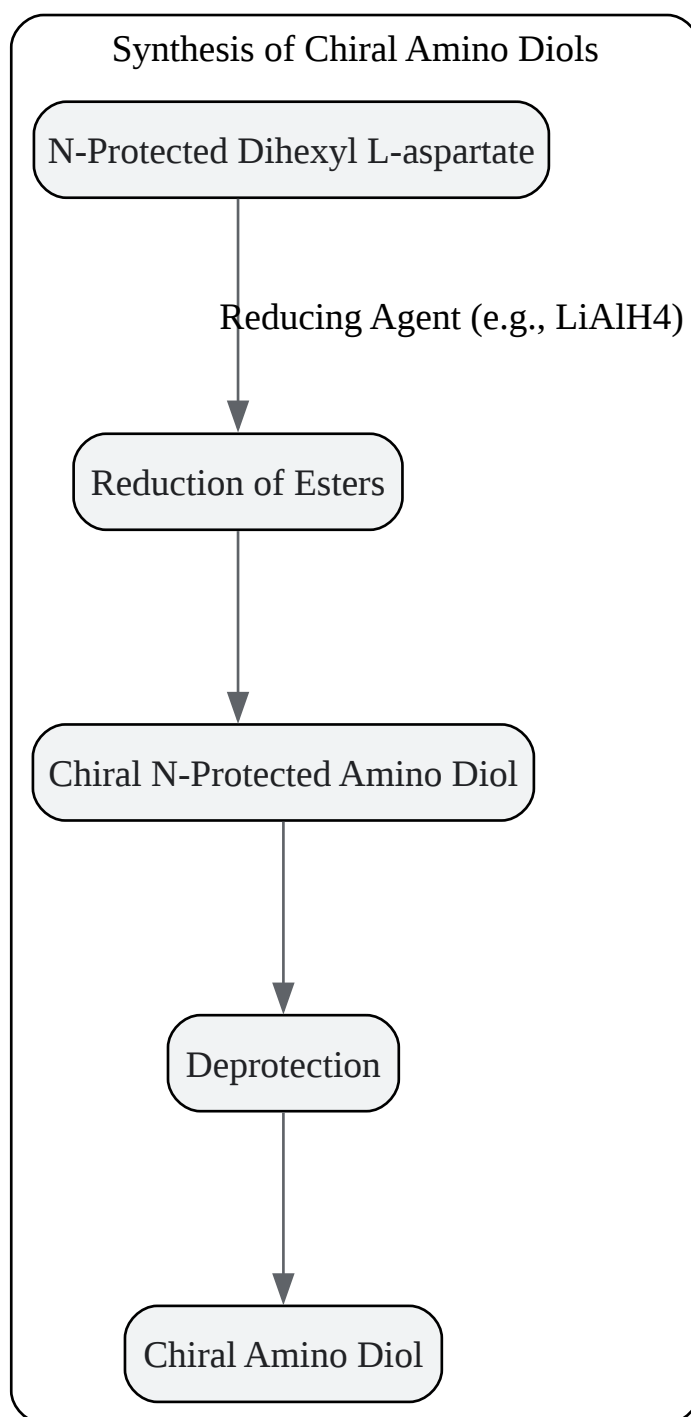 Synthesis of Chiral Amino Diols
N-Protected Dihexyl L-aspartate
Reducing Agent (e.g., LiAlH4)
Reduction of Esters
Chiral N-Protected Amino Diol
Deprotection
Chiral Amino Diol